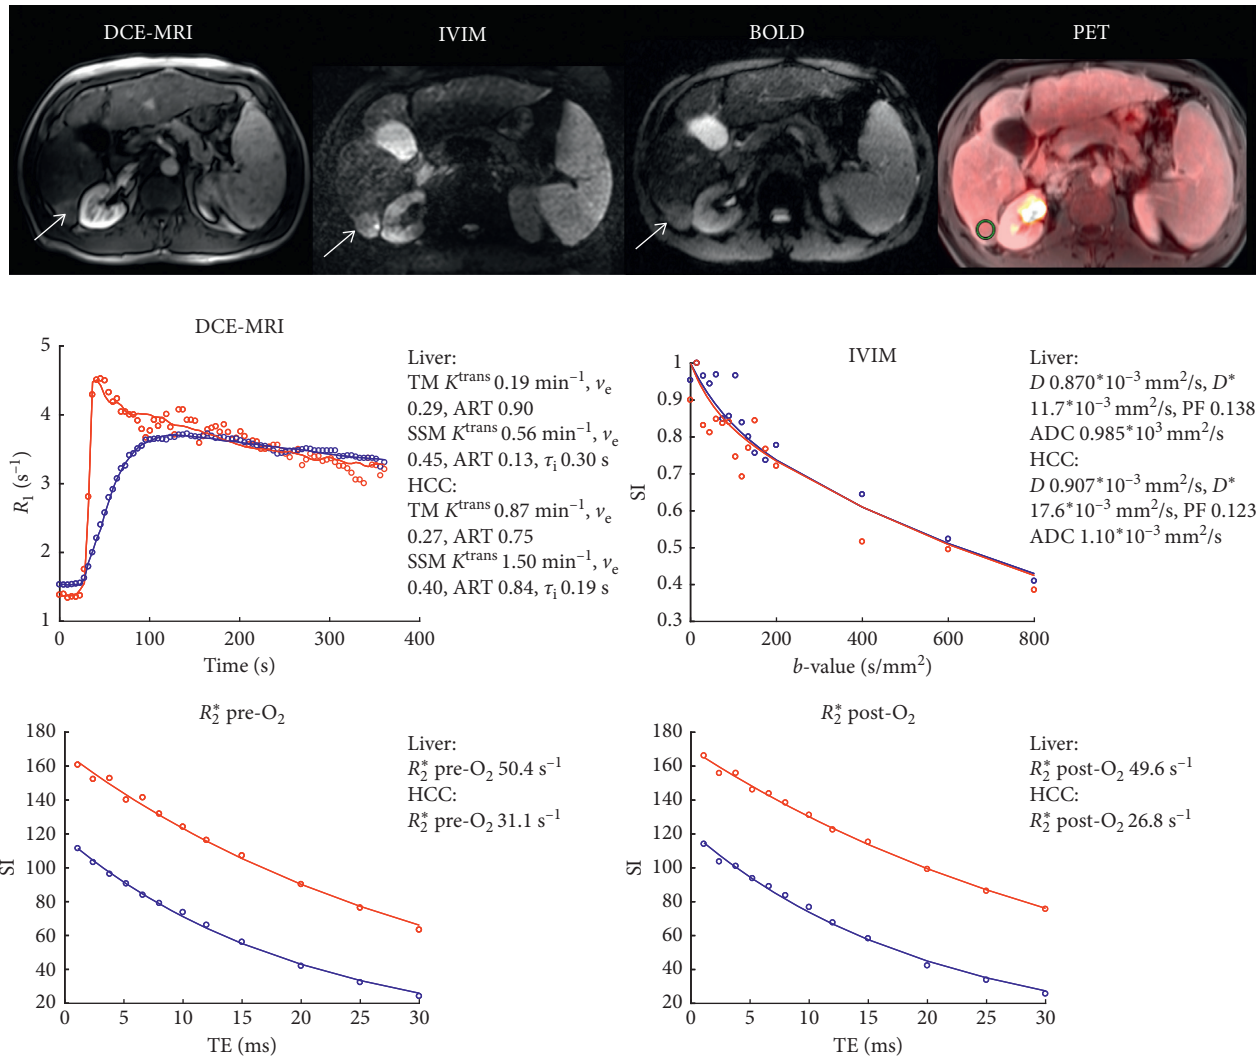 DCE-MRI
IVIM
BOLD
PET
DCE-MRI
5
4
3
2
1
R₁ (s⁻¹)
0
100
200
300
400
Time (s)
Liver:
TM Kᵗʳᵃⁿˢ 0.19 min⁻¹, νₑ
0.29, ART 0.90
SSM Kᵗʳᵃⁿˢ 0.56 min⁻¹, νₑ
0.45, ART 0.13, τᵢ 0.30 s
HCC:
TM Kᵗʳᵃⁿˢ 0.87 min⁻¹, νₑ
0.27, ART 0.75
SSM Kᵗʳᵃⁿˢ 1.50 min⁻¹, νₑ
0.40, ART 0.84, τᵢ 0.19 s
IVIM
1
0.9
0.8
0.7
0.6
0.5
0.4
0.3
SI
0
200
400
600
800
b-value (s/mm²)
Liver:
D 0.870*10⁻³ mm²/s, D*
11.7*10⁻³ mm²/s, PF 0.138
ADC 0.985*10³ mm²/s
HCC:
D 0.907*10⁻³ mm²/s, D*
17.6*10⁻³ mm²/s, PF 0.123
ADC 1.10*10⁻³ mm²/s
R₂* pre-O₂
180
160
140
120
100
80
60
40
20
SI
0
5
10
15
20
25
30
TE (ms)
Liver:
R₂* pre-O₂ 50.4 s⁻¹
HCC:
R₂* pre-O₂ 31.1 s⁻¹
R₂* post-O₂
180
160
140
120
100
80
60
40
20
SI
0
5
10
15
20
25
30
TE (ms)
Liver:
R₂* post-O₂ 49.6 s⁻¹
HCC:
R₂* post-O₂ 26.8 s⁻¹